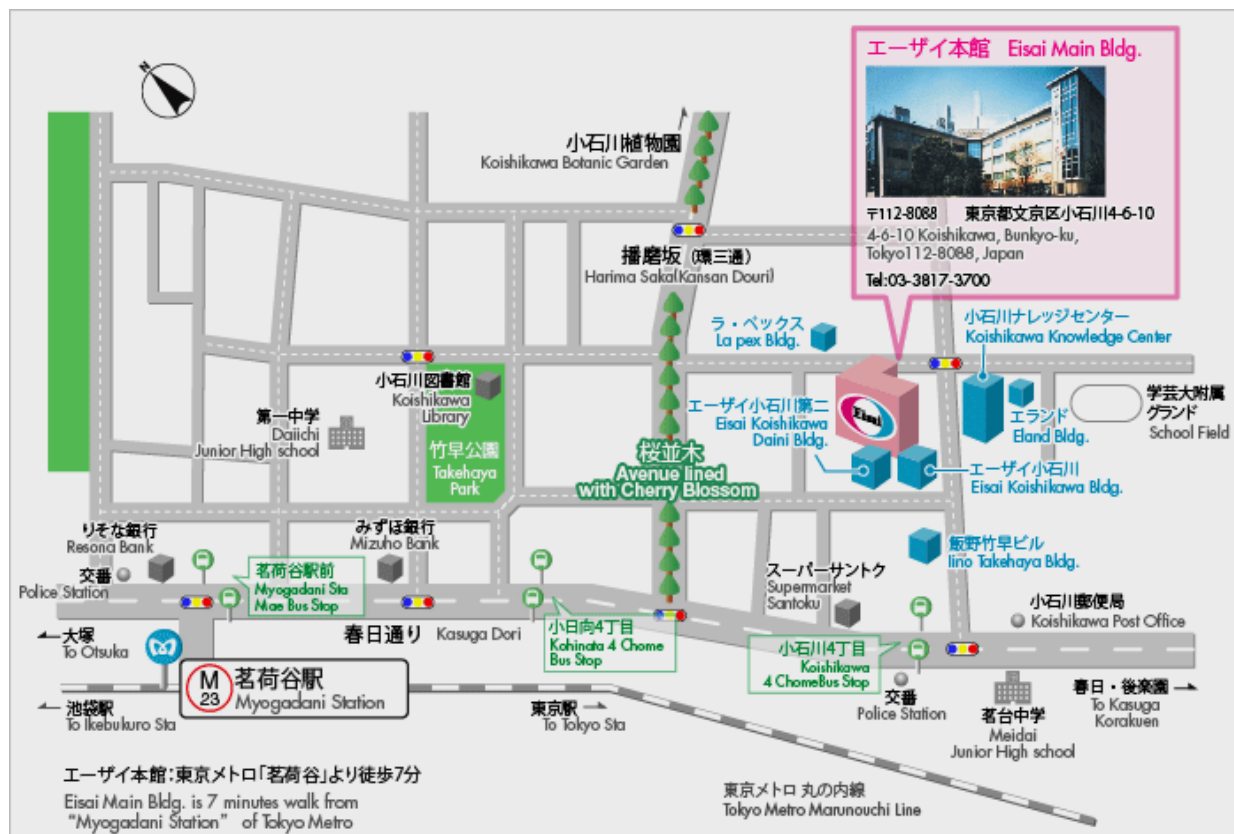 エーザイ本館 Eisai Main Bldg.
〒112-8088 東京都文京区小石川4-6-10
4-6-10 Koishikawa, Bunkyo-ku,
Tokyo112-8088, Japan
Tel:03-3817-3700
N
小石川植物園
Koishikawa Botanic Garden
播磨坂 (環三通)
Harima Saka(Kansan Douri)
ラ・ペックス
La pex Bldg.
小石川ナレッジセンター
Koishikawa Knowledge Center
小石川図書館
Koishikawa
Library
第一中学
Daiichi
Junior High school
竹早公園
Takehaya
Park
エーザイ小石川第二
Eisai Koishikawa
Daini Bldg.
Eisai
エランド
Eland Bldg.
学芸大附属
グランド
School Field
桜並木
Avenue lined
with Cherry Blossom
エーザイ小石川
Eisai Koishikawa Bldg.
りそな銀行
Resona Bank
みずほ銀行
Mizuho Bank
飯野竹早ビル
Iino Takehaya Bldg.
交番
Police Station
茗荷谷駅前
Myogadani Sta
Mae Bus Stop
スーパーサントク
Supermarket
Santoku
小石川郵便局
Koishikawa Post Office
大塚
To Otsuka
春日通り Kasuga Dori
小日向4丁目
Kohinata 4 Chome
Bus Stop
小石川4丁目
Koishikawa
4 ChomeBus Stop
M
23
茗荷谷駅
Myogadani Station
交番
Police Station
茗台中学
Meidai
Junior High school
春日・後楽園
To Kasuga
Korakuen
池袋駅
To Ikebukuro Sta
東京駅
To Tokyo Sta
エーザイ本館:東京メトロ「茗荷谷」より徒歩7分
Eisai Main Bldg. is 7 minutes walk from
“Myogadani Station” of Tokyo Metro
東京メトロ 丸の内線
Tokyo Metro Marunouchi Line